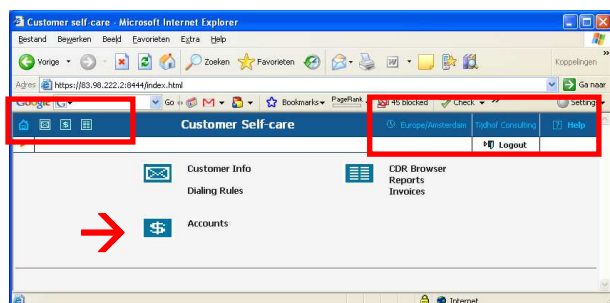 Customer self-care - Microsoft Internet Explorer
Bestand Bewerken Beeld Favorieten Extra Help
Vorige Zoeken Favorieten Koppelingen
Adres https://83.98.222.2:8444/index.html Ga naar
Google G Go Bookmarks PageRank 45 blocked Check Settings
Customer Self-care Europe/Amsterdam Tijdhof Consulting Help
Logout
Customer Info CDR Browser
Reports
Dialing Rules Invoices
Accounts
Internet